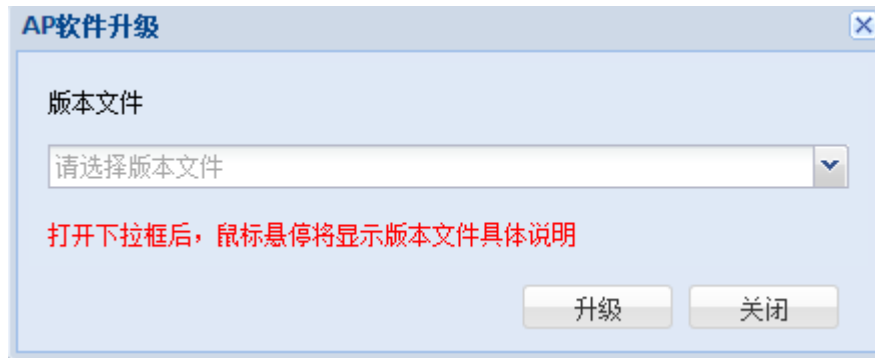 AP软件升级
版本文件
请选择版本文件
打开下拉框后，鼠标悬停将显示版本文件具体说明
升级
关闭